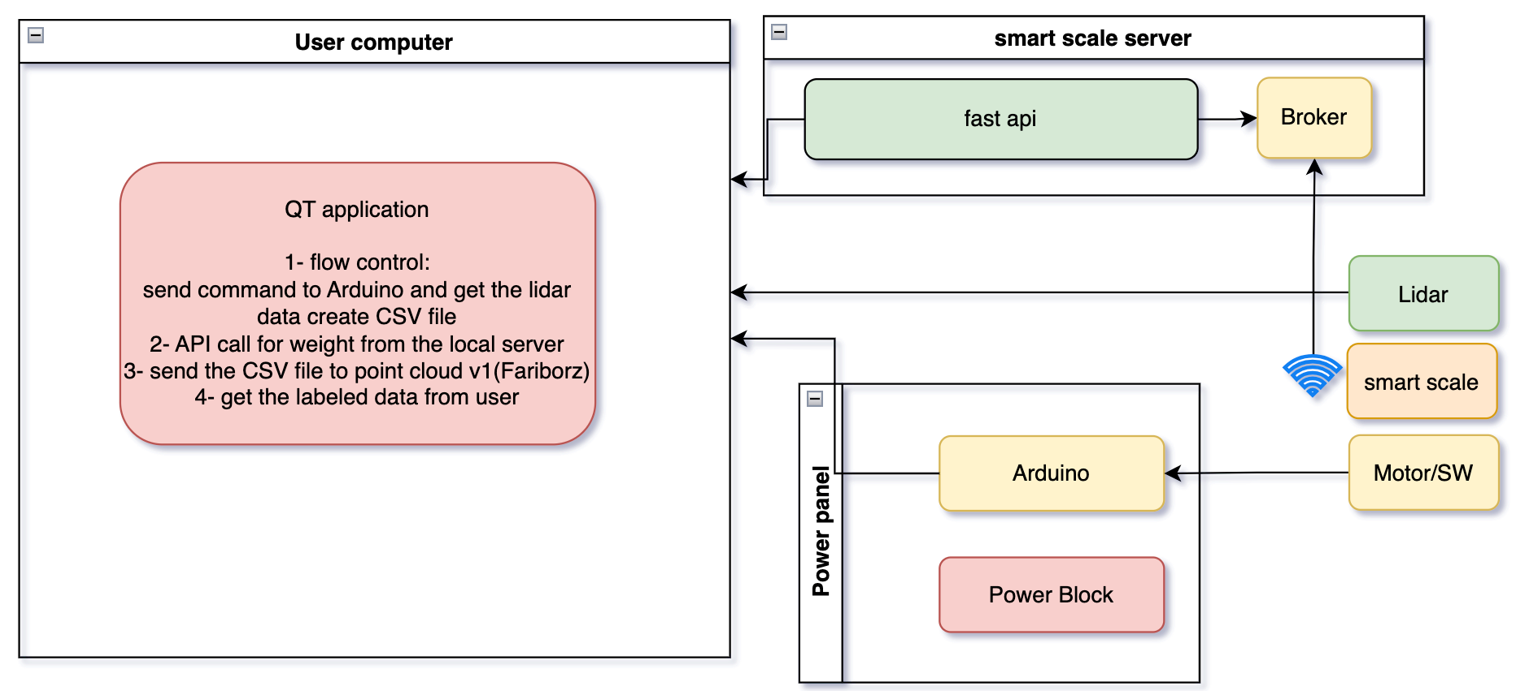 User computer
smart scale server
fast api
Broker
QT application
1- flow control:
send command to Arduino and get the lidar
data create CSV file
2- API call for weight from the local server
3- send the CSV file to point cloud v1(Fariborz)
4- get the labeled data from user
Lidar
smart scale
Power panel
Arduino
Motor/SW
Power Block